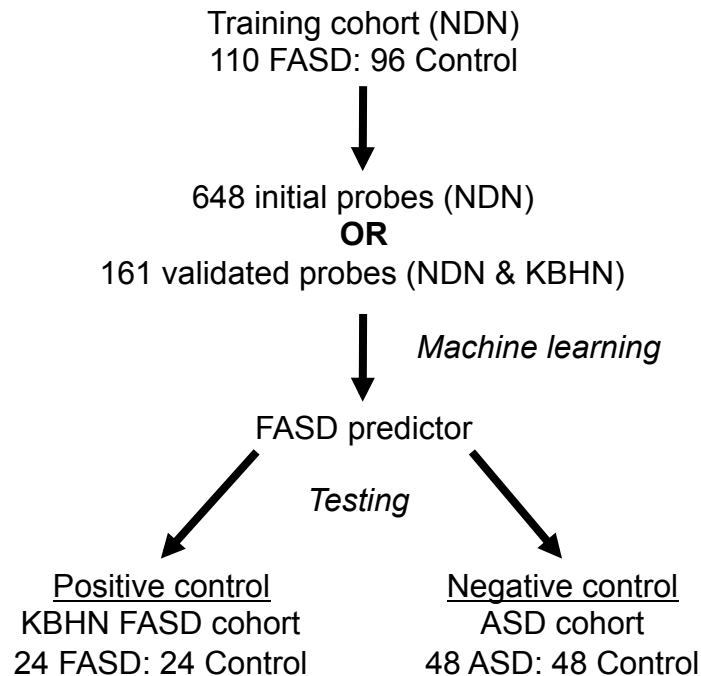 Training cohort (NDN)
110 FASD: 96 Control
648 initial probes (NDN)
OR
161 validated probes (NDN & KBHN)
Machine learning
FASD predictor
Testing
Positive control
KBHN FASD cohort
24 FASD: 24 Control
Negative control
ASD cohort
48 ASD: 48 Control